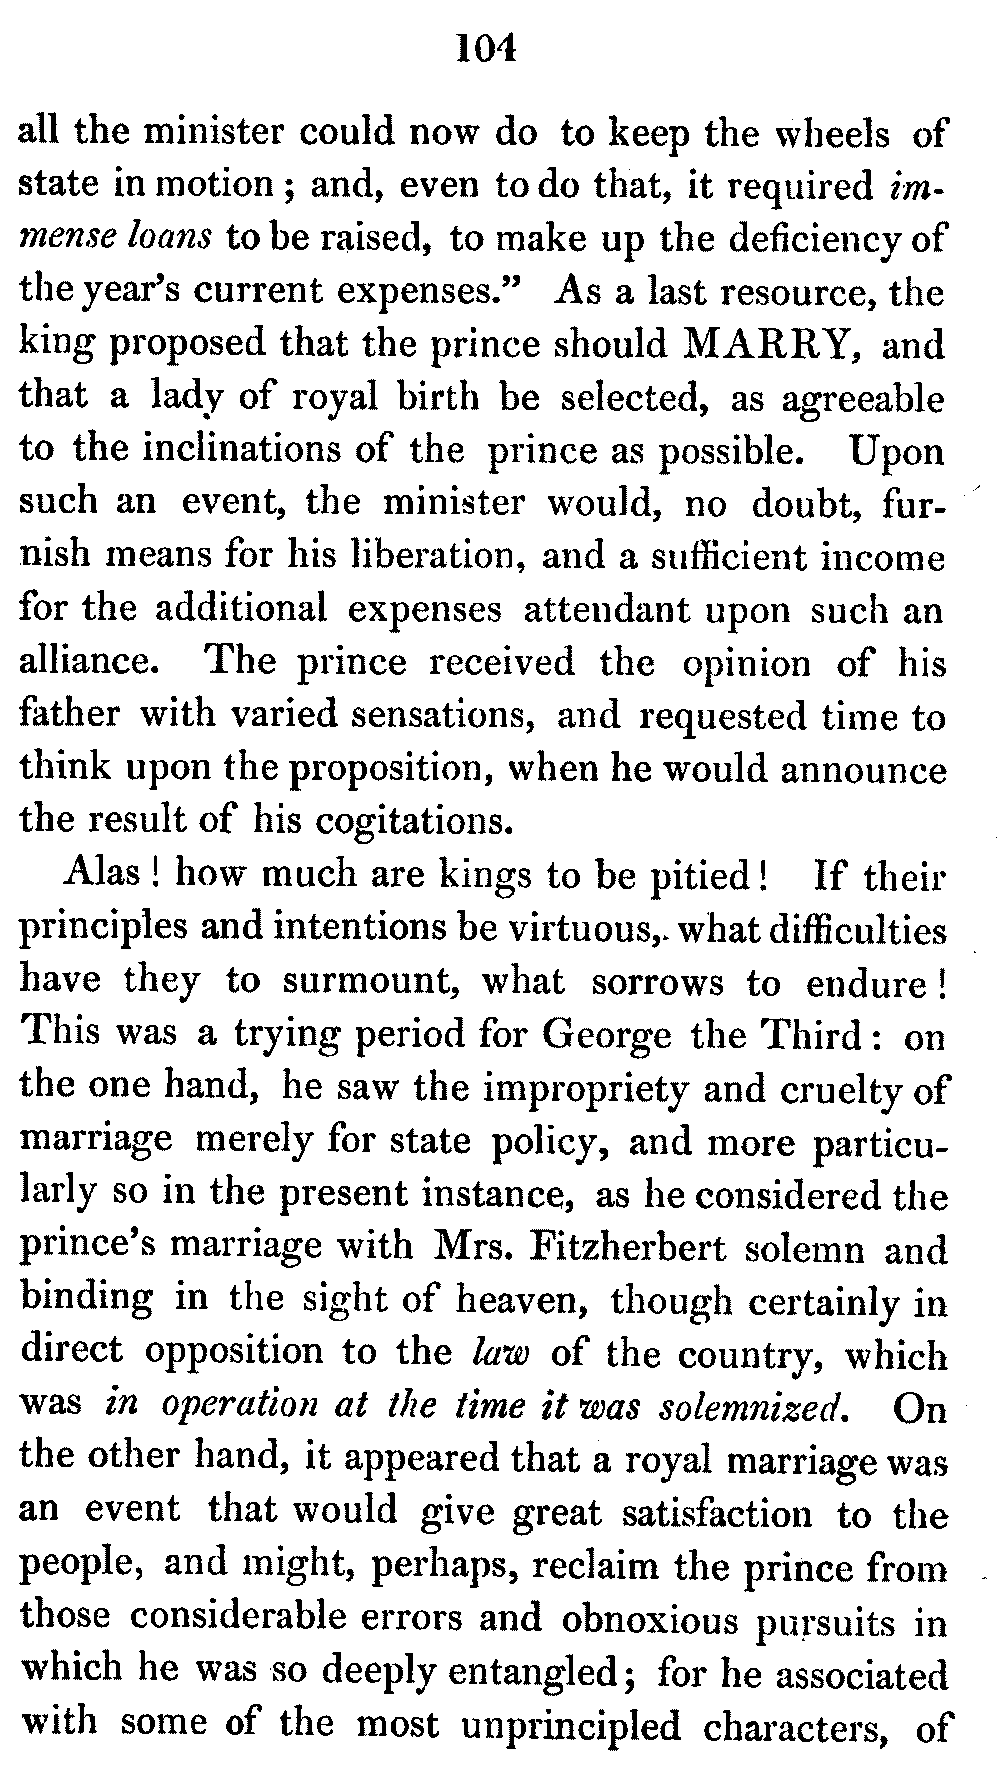 104
all the minister could now do to keep the wheels of
state in motion ; and, even to do that, it required im-
mense loans to be raised, to make up the deficiency of
the year's current expenses." As a last resource, the
king proposed that the prince should MARRY, and
that a lady of royal birth be selected, as agreeable
to the inclinations of the prince as possible. Upon
such an event, the minister would, no doubt, fur-
nish means for his liberation, and a sufficient income
for the additional expenses attendant upon such an
alliance. The prince received the opinion of his
father with varied sensations, and requested time to
think upon the proposition, when he would announce
the result of his cogitations.
Alas ! how much are kings to be pitied ! If their
principles and intentions be virtuous, what difficulties
have they to surmount, what sorrows to endure !
This was a trying period for George the Third : on
the one hand, he saw the impropriety and cruelty of
marriage merely for state policy, and more particu-
larly so in the present instance, as he considered the
prince's marriage with Mrs. Fitzherbert solemn and
binding in the sight of heaven, though certainly in
direct opposition to the law of the country, which
was in operation at the time it was solemnized. On
the other hand, it appeared that a royal marriage was
an event that would give great satisfaction to the
people, and might, perhaps, reclaim the prince from
those considerable errors and obnoxious pursuits in
which he was so deeply entangled ; for he associated
with some of the most unprincipled characters, of